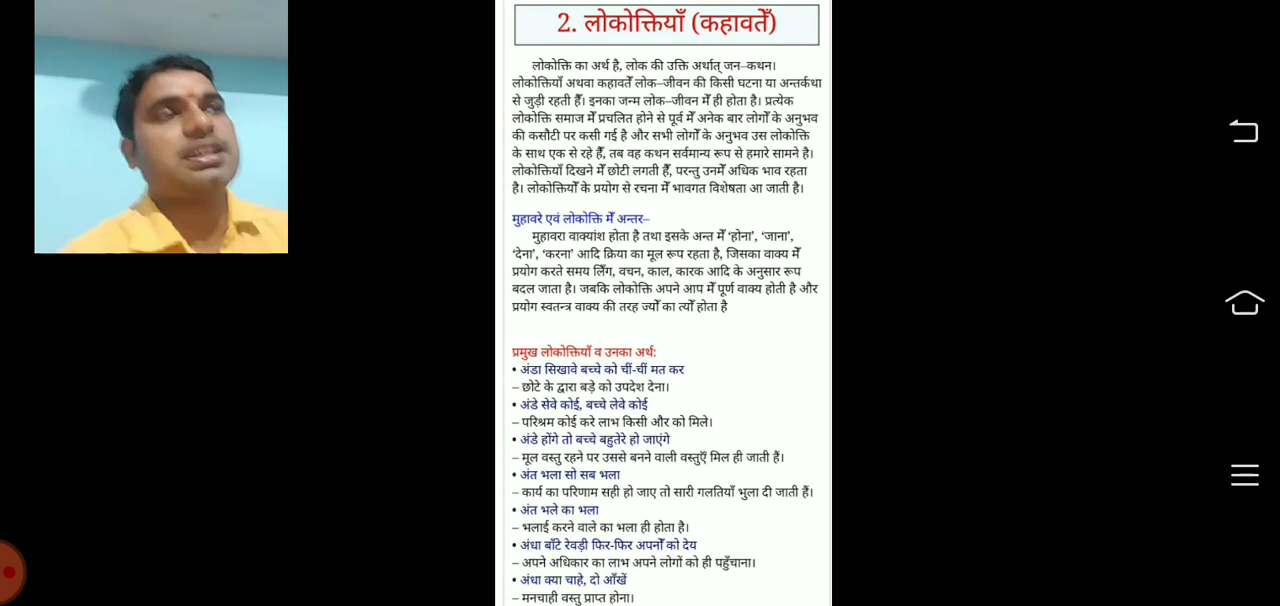 2. लोकोक्तियाँ (कहावतेँ)
लोकोक्ति का अर्थ है, लोक की उक्ति अर्थात् जन–कथन।
लोकोक्तियाँ अथवा कहावतेँ लोक–जीवन की किसी घटना या अन्तर्कथा
से जुड़ी रहती हैँ। इनका जन्म लोक–जीवन मेँ ही होता है। प्रत्येक
लोकोक्ति समाज मेँ प्रचलित होने से पूर्व मेँ अनेक बार लोगोँ के अनुभव
की कसौटी पर कसी गई है और सभी लोगोँ के अनुभव उस लोकोक्ति
के साथ एक से रहे हैँ, तब वह कथन सर्वमान्य रूप से हमारे सामने है।
लोकोक्तियाँ दिखने मेँ छोटी लगती हैँ, परन्तु उनमेँ अधिक भाव रहता
है। लोकोक्तियोँ के प्रयोग से रचना मेँ भावगत विशेषता आ जाती है।
मुहावरे एवं लोकोक्ति मेँ अन्तर–
मुहावरा वाक्यांश होता है तथा इसके अन्त मेँ ‘होना’, ‘जाना’,
‘देना’, ‘करना’ आदि क्रिया का मूल रूप रहता है, जिसका वाक्य मेँ
प्रयोग करते समय लिँग, वचन, काल, कारक आदि के अनुसार रूप
बदल जाता है। जबकि लोकोक्ति अपने आप मेँ पूर्ण वाक्य होती है और
प्रयोग स्वतन्त्र वाक्य की तरह ज्योँ का त्योँ होता है
प्रमुख लोकोक्तियाँ व उनका अर्थ:
• अंडा सिखावे बच्चे को चीं-चीं मत कर
– छोटे के द्वारा बड़े को उपदेश देना।
• अंडे सेवे कोई, बच्चे लेवे कोई
– परिश्रम कोई करे लाभ किसी और को मिले।
• अंडे होंगे तो बच्चे बहुतेरे हो जाएंगे
– मूल वस्तु रहने पर उससे बनने वाली वस्तुएँ मिल ही जाती हैं।
• अंत भला सो सब भला
– कार्य का परिणाम सही हो जाए तो सारी गलतियाँ भुला दी जाती हैं।
• अंत भले का भला
– भलाई करने वाले का भला ही होता है।
• अंधा बाँटे रेवड़ी फिर-फिर अपनोँ को देय
– अपने अधिकार का लाभ अपने लोगों को ही पहुँचाना।
• अंधा क्या चाहे, दो आँखें
– मनचाही वस्तु प्राप्त होना।